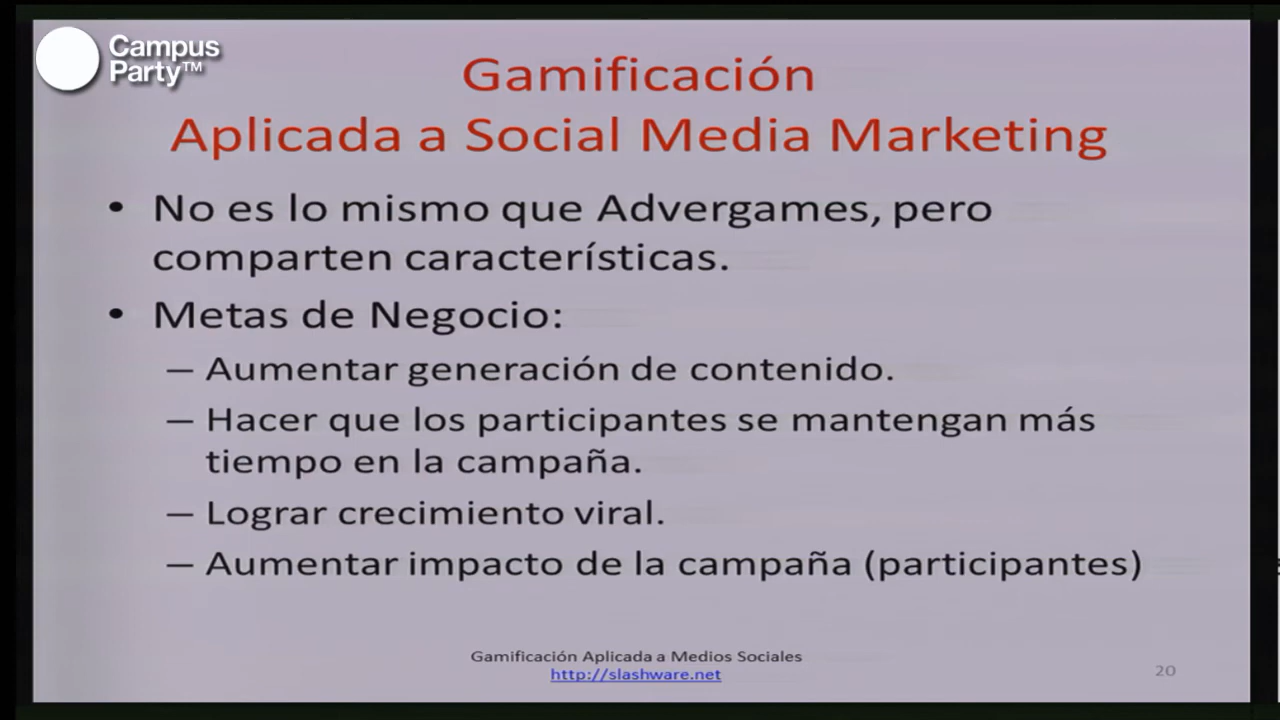 Campus
Party™
Gamificación
Aplicada a Social Media Marketing
• No es lo mismo que Advergames, pero
comparten características.
• Metas de Negocio:
– Aumentar generación de contenido.
– Hacer que los participantes se mantengan más
tiempo en la campaña.
– Lograr crecimiento viral.
– Aumentar impacto de la campaña (participantes)
Gamificación Aplicada a Medios Sociales
http://slashware.net
20